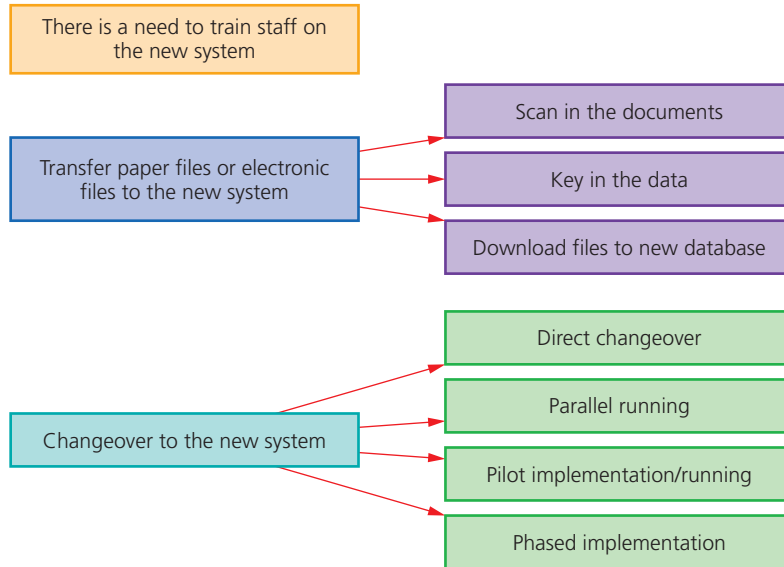 There is a need to train staff on
the new system
Transfer paper files or electronic
files to the new system
Scan in the documents
Key in the data
Download files to new database
Changeover to the new system
Direct changeover
Parallel running
Pilot implementation/running
Phased implementation